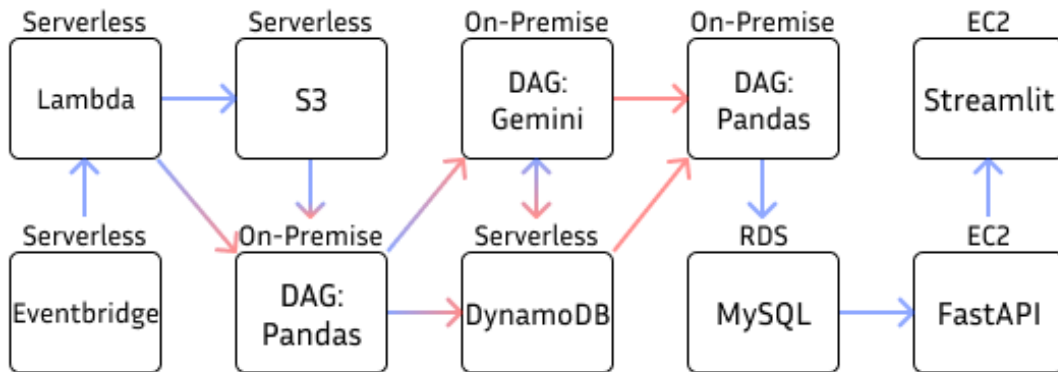 Serverless
Lambda
Serverless
S3
On-Premise
DAG:
Gemini
On-Premise
DAG:
Pandas
EC2
Streamlit
Serverless
Eventbridge
On-Premise
DAG:
Pandas
Serverless
DynamoDB
RDS
MySQL
EC2
FastAPI